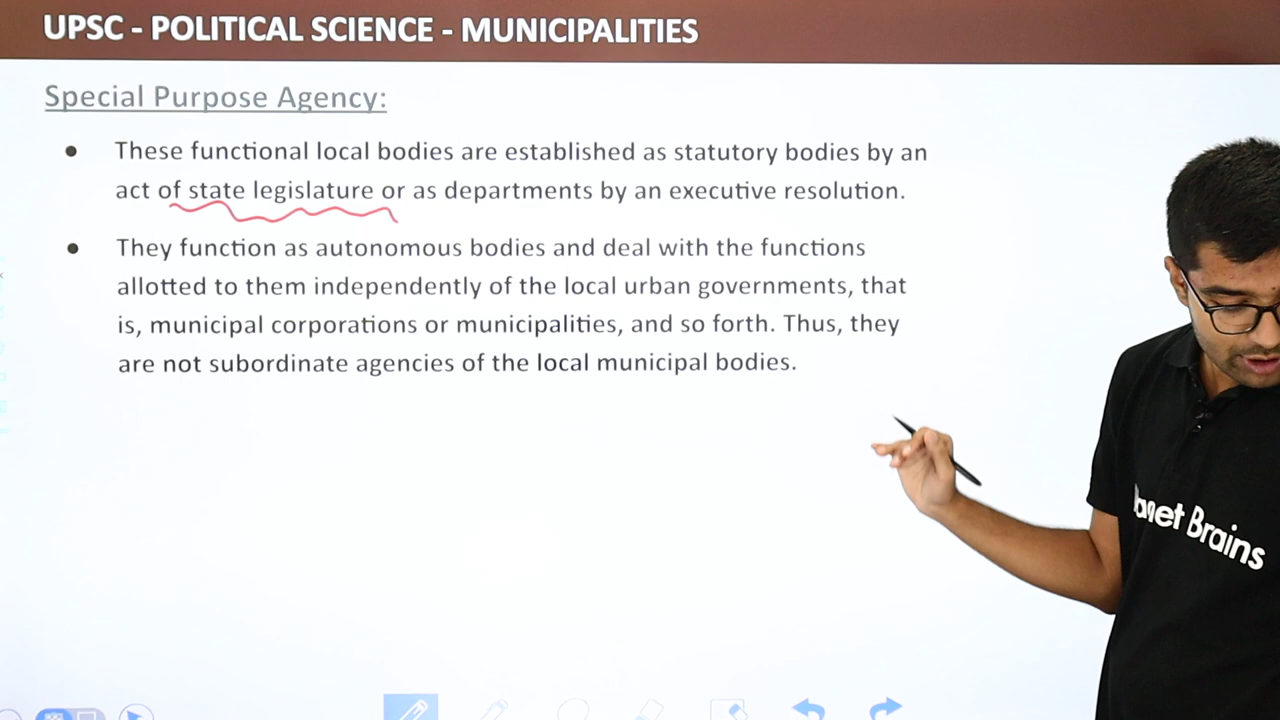 UPSC - POLITICAL SCIENCE - MUNICIPALITIES
Special Purpose Agency:
● These functional local bodies are established as statutory bodies by an
act of state legislature or as departments by an executive resolution.
● They function as autonomous bodies and deal with the functions
allotted to them independently of the local urban governments, that
is, municipal corporations or municipalities, and so forth. Thus, they
are not subordinate agencies of the local municipal bodies.
Brains